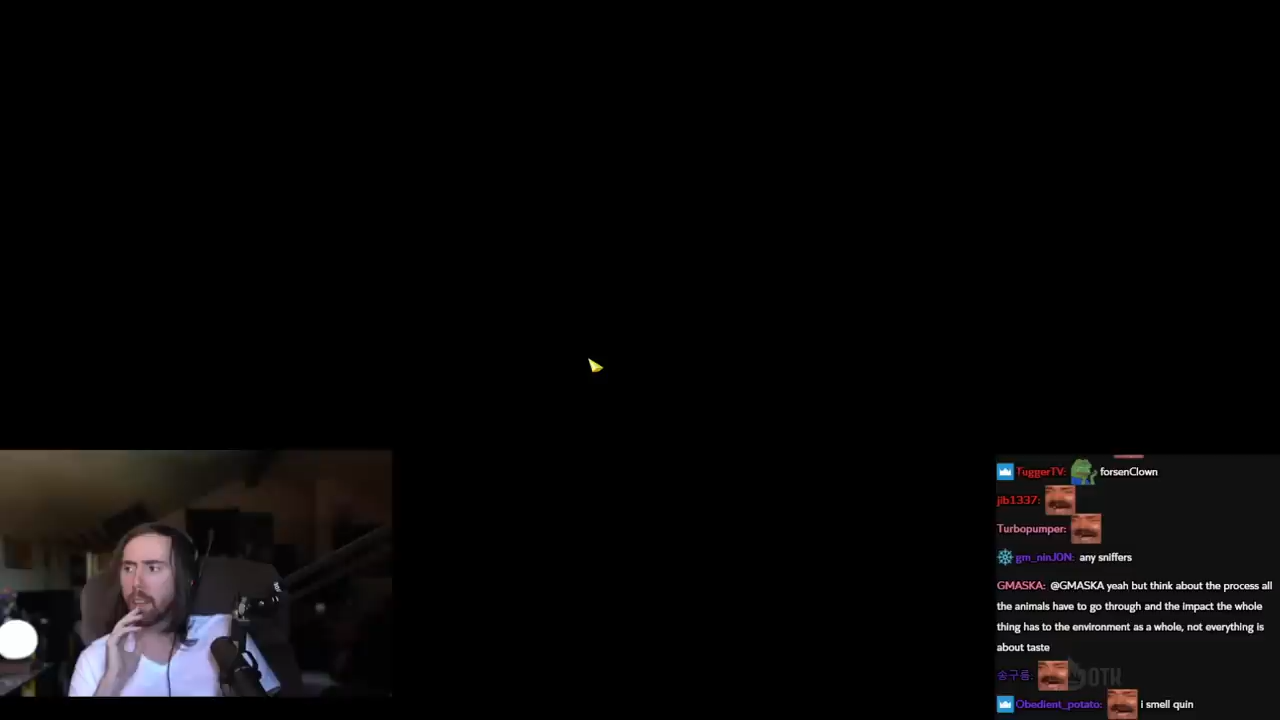 TuggerTV: forsenClown
jib1337:
Turbopumper:
gm_ninJON: any sniffers
GMASKA: @GMASKA yeah but think about the process all
the animals have to go through and the impact the whole
thing has to the environment as a whole, not everything is
about taste
송구름:
OTK
Obedient_potato: i smell quin